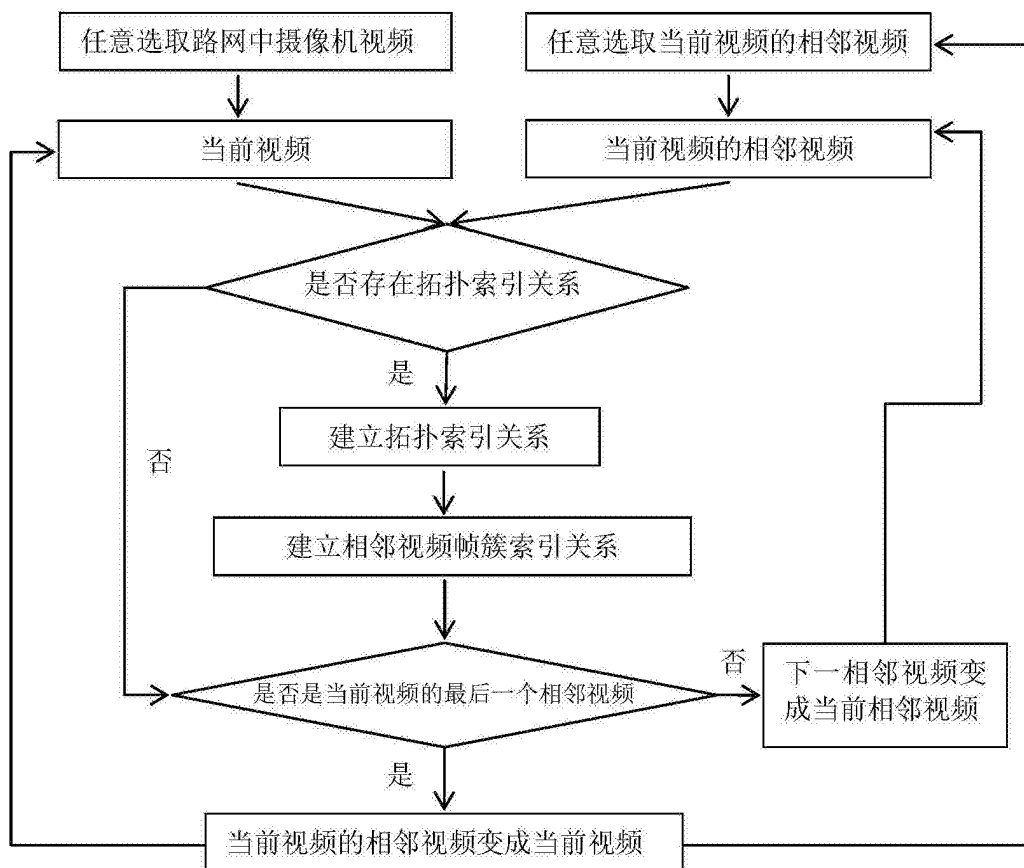 任意选取路网中摄像机视频
任意选取当前视频的相邻视频
当前视频
当前视频的相邻视频
是否存在拓扑索引关系
是
建立拓扑索引关系
否
建立相邻视频帧簇索引关系
是否是当前视频的最后一个相邻视频
否
下一相邻视频变
成当前相邻视频
是
当前视频的相邻视频变成当前视频